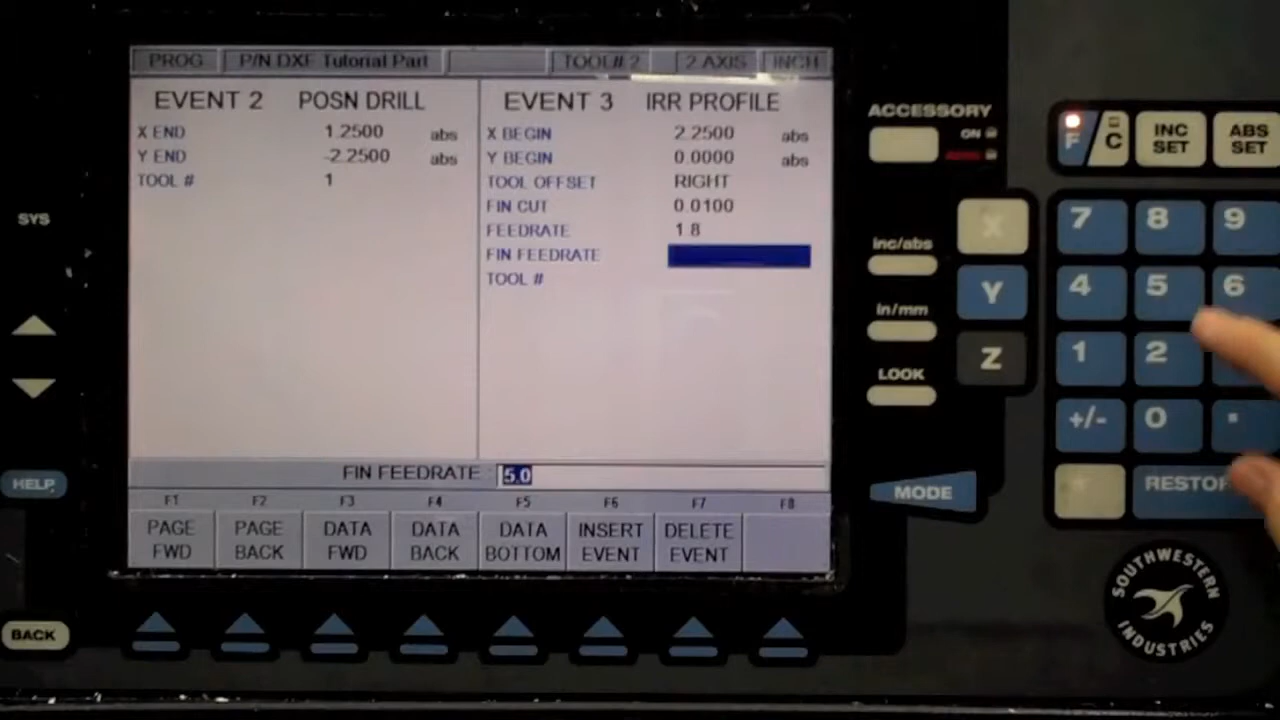 PROG P/N DXF Tutorial Part TOOL# 2 2 AXIS INCH
EVENT 2 POSN DRILL
X END 1.2500 abs
Y END -2.2500 abs
TOOL # 1
EVENT 3 IRR PROFILE
X BEGIN 2.2500 abs
Y BEGIN 0.0000 abs
TOOL OFFSET RIGHT
FIN CUT 0.0100
FEEDRATE 1 8
FIN FEEDRATE
TOOL #
FIN FEEDRATE 5.0
F1 F2 F3 F4 F5 F6 F7 F8
PAGE FWD
PAGE BACK
DATA FWD
DATA BACK
DATA BOTTOM
INSERT EVENT
DELETE EVENT
SYS
HELP
BACK
ACCESSORY
ON
inc/abs
in/mm
LOOK
MODE
F C
INC SET
ABS SET
X
Y
Z
7 8 9
4 5 6
1 2
+/- 0 .
RESTOR
SOUTHWESTERN
INDUSTRIES